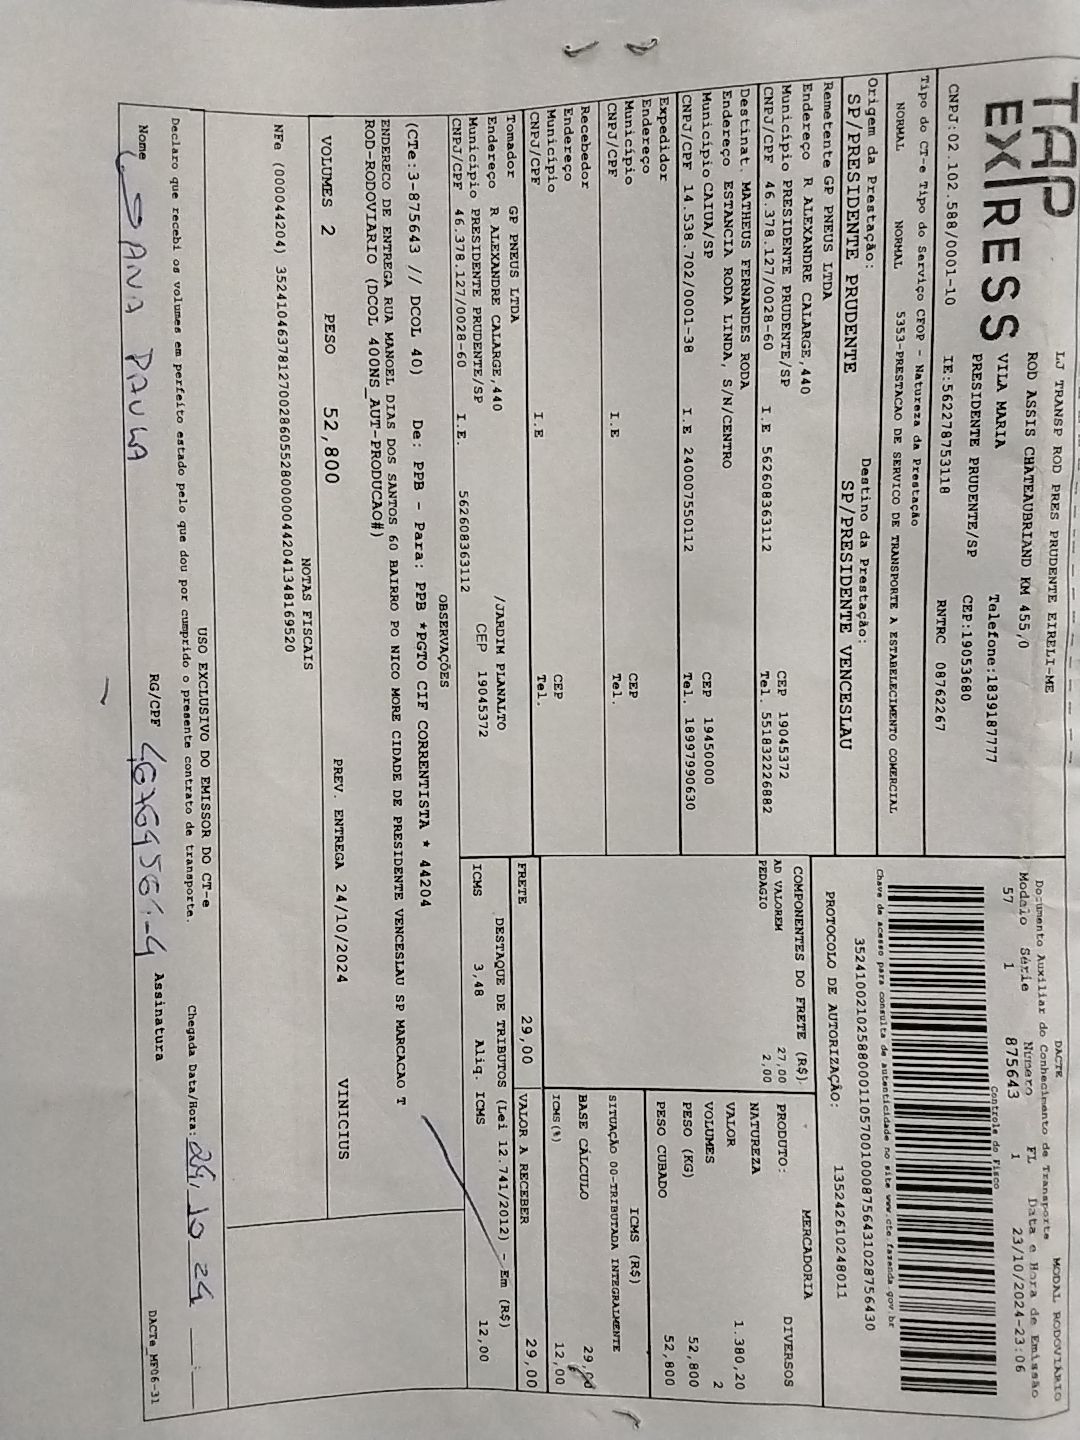 TAP
EXPRESS
LJ TRANSP ROD PRES PRUDENTE EIRELI-ME
ROD ASSIS CHATEAUBRIAND KM 455,0
VILA MARIA Telefone:1839187777
PRESIDENTE PRUDENTE/SP CEP:19053680
CNPJ:02.102.588/0001-10 IE:562278753118 RNTRC 08762267
DACTE MODAL RODOVIÁRIO
Documento Auxiliar do Conhecimento de Transporte
Modelo Série Número FL Data e Hora de Emissão
57 1 875643 1 23/10/2024-23:06
Controle do Fisco
Chave de acesso para consulta de autenticidade no site www.cte.fazenda.gov.br
35241002102588000110570010008756431028756430
PROTOCOLO DE AUTORIZAÇÃO: 135242610248011
Tipo do CT-e Tipo do Serviço CFOP - Natureza da Prestação
NORMAL NORMAL 5353-PRESTACAO DE SERVICO DE TRANSPORTE A ESTABELECIMENTO COMERCIAL
Origem da Prestação: Destino da Prestação:
SP/PRESIDENTE PRUDENTE SP/PRESIDENTE VENCESLAU
Remetente GP PNEUS LTDA
Endereço R ALEXANDRE CALARGE,440
Município PRESIDENTE PRUDENTE/SP CEP 19045372
CNPJ/CPF 46.378.127/0028-60 I.E 562608363112 Tel. 551832226882
Destinat. MATHEUS FERNANDES RODA
Endereço ESTANCIA RODA LINDA, S/N/CENTRO
Município CAIUA/SP CEP 19450000
CNPJ/CPF 14.538.702/0001-38 I.E 240007550112 Tel. 18997990630
Expedidor
Endereço
Município CEP
CNPJ/CPF I.E Tel.
Recebedor
Endereço
Município CEP
CNPJ/CPF I.E Tel.
Tomador GP PNEUS LTDA
Endereço R ALEXANDRE CALARGE,440 /JARDIM PLANALTO
Município PRESIDENTE PRUDENTE/SP CEP 19045372
CNPJ/CPF 46.378.127/0028-60 I.E. 562608363112
COMPONENTES DO FRETE (R$)
AD VALOREM 27,00
PEDAGIO 2,00
FRETE 29,00
MERCADORIA
PRODUTO: DIVERSOS
NATUREZA
VALOR 1.380,20
VOLUMES 2
PESO (KG) 52,800
PESO CUBADO 52,800
ICMS (R$)
SITUAÇÃO 00-TRIBUTADA INTEGRALMENTE
BASE CÁLCULO 29,00
ICMS(%) 12,00
VALOR A RECEBER 29,00
DESTAQUE DE TRIBUTOS (Lei 12.741/2012) - Em (R$)
ICMS 3,48 Aliq. ICMS 12,00
OBSERVAÇÕES
(CTe:3-875643 // DCOL 40) De: PPB - Para: PPB *PGTO CIF CORRENTISTA * 44204
ENDERECO DE ENTREGA RUA MANOEL DIAS DOS SANTOS 60 BAIRRO PO NICO MORE CIDADE DE PRESIDENTE VENCESLAU SP MARCACAO T
ROD-RODOVIARIO (DCOL 400NS_AUT-PRODUCAO#)
VOLUMES 2 PESO 52,800 PREV. ENTREGA 24/10/2024 VINICIUS
NOTAS FISCAIS
NFe (000044204) 35241046378127002860552800000442041348169520
USO EXCLUSIVO DO EMISSOR DO CT-e
Declaro que recebi os volumes em perfeito estado pelo que dou por cumprido o presente contrato de transporte. Chegada Data/Hora: 24, 10 24 __:__
Nome ANA PAULA RG/CPF Assinatura
DACTe_MF06-31